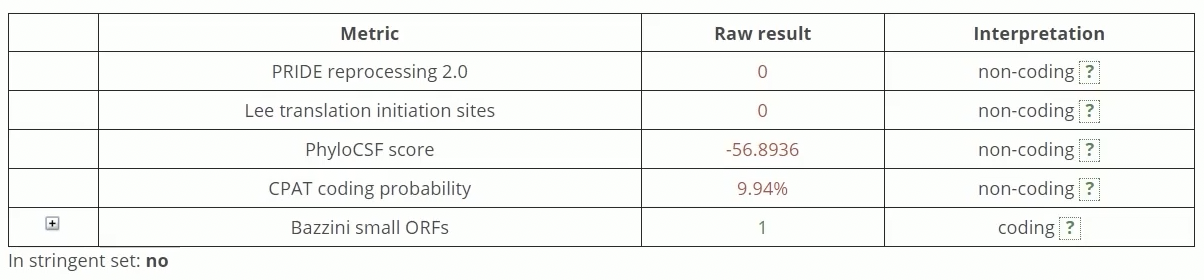 Metric Raw result Interpretation
PRIDE reprocessing 2.0 0 non-coding ?
Lee translation initiation sites 0 non-coding ?
PhyloCSF score -56.8936 non-coding ?
CPAT coding probability 9.94% non-coding ?
+ Bazzini small ORFs 1 coding ?
In stringent set: no